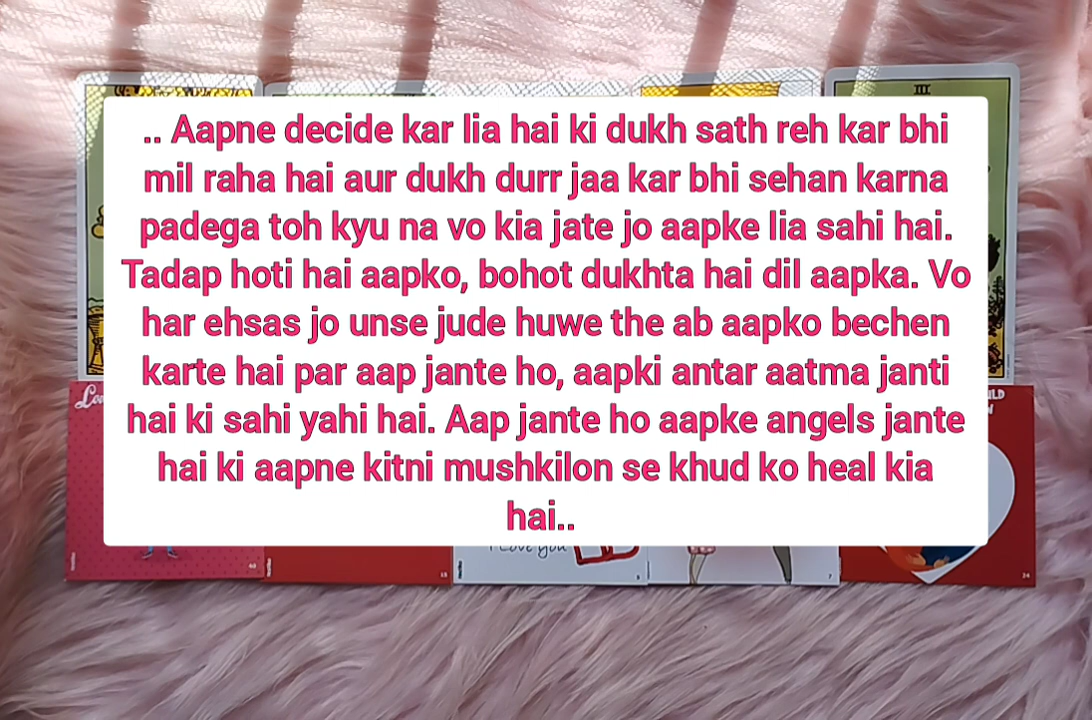 III
.. Aapne decide kar lia hai ki dukh sath reh kar bhi
mil raha hai aur dukh durr jaa kar bhi sehan karna
padega toh kyu na vo kia jate jo aapke lia sahi hai.
Tadap hoti hai aapko, bohot dukhta hai dil aapka. Vo
har ehsas jo unse jude huwe the ab aapko bechen
karte hai par aap jante ho, aapki antar aatma janti
hai ki sahi yahi hai. Aap jante ho aapke angels jante
hai ki aapne kitni mushkilon se khud ko heal kia
hai..
I Love you